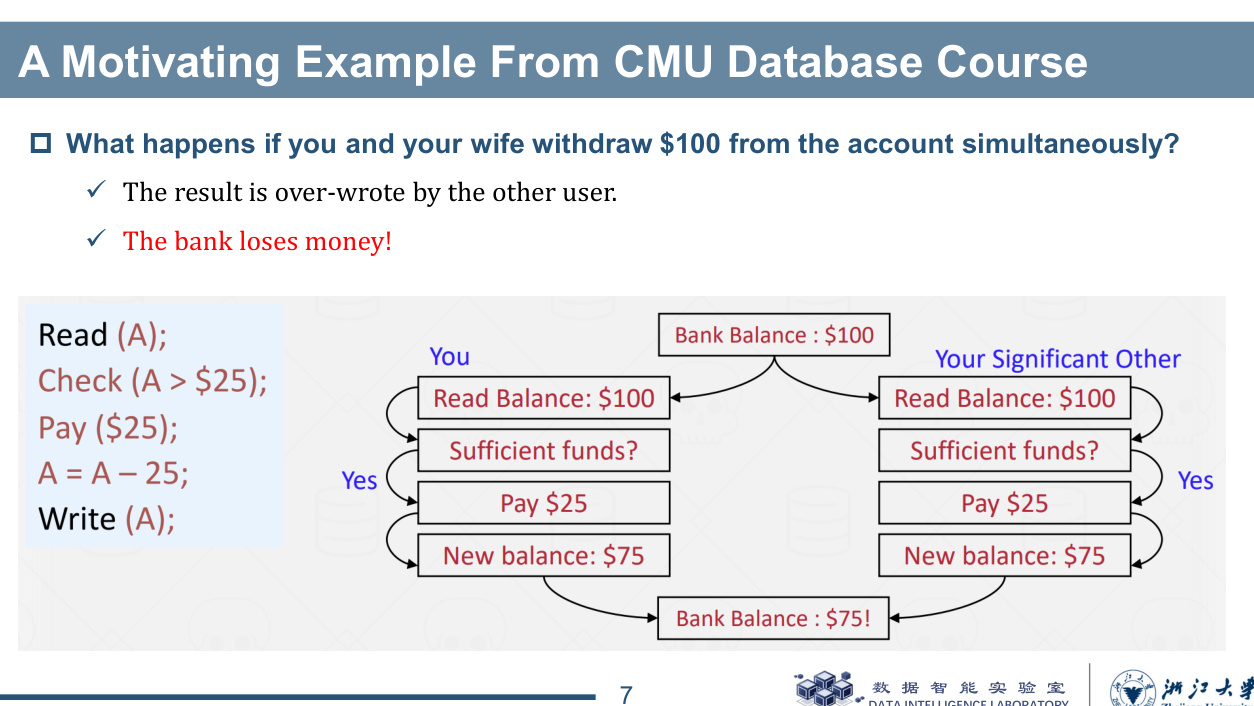 A Motivating Example From CMU Database Course
What happens if you and your wife withdraw $100 from the account simultaneously?
The result is over-wrote by the other user.
The bank loses money!
Read (A);
Check (A > $25);
Pay ($25);
A = A – 25;
Write (A);
Bank Balance : $100
You
Your Significant Other
Read Balance: $100
Read Balance: $100
Sufficient funds?
Sufficient funds?
Yes
Yes
Pay $25
Pay $25
New balance: $75
New balance: $75
Bank Balance : $75!
7
数据智能实验室
DATA INTELLIGENCE LABORATORY
浙江大学